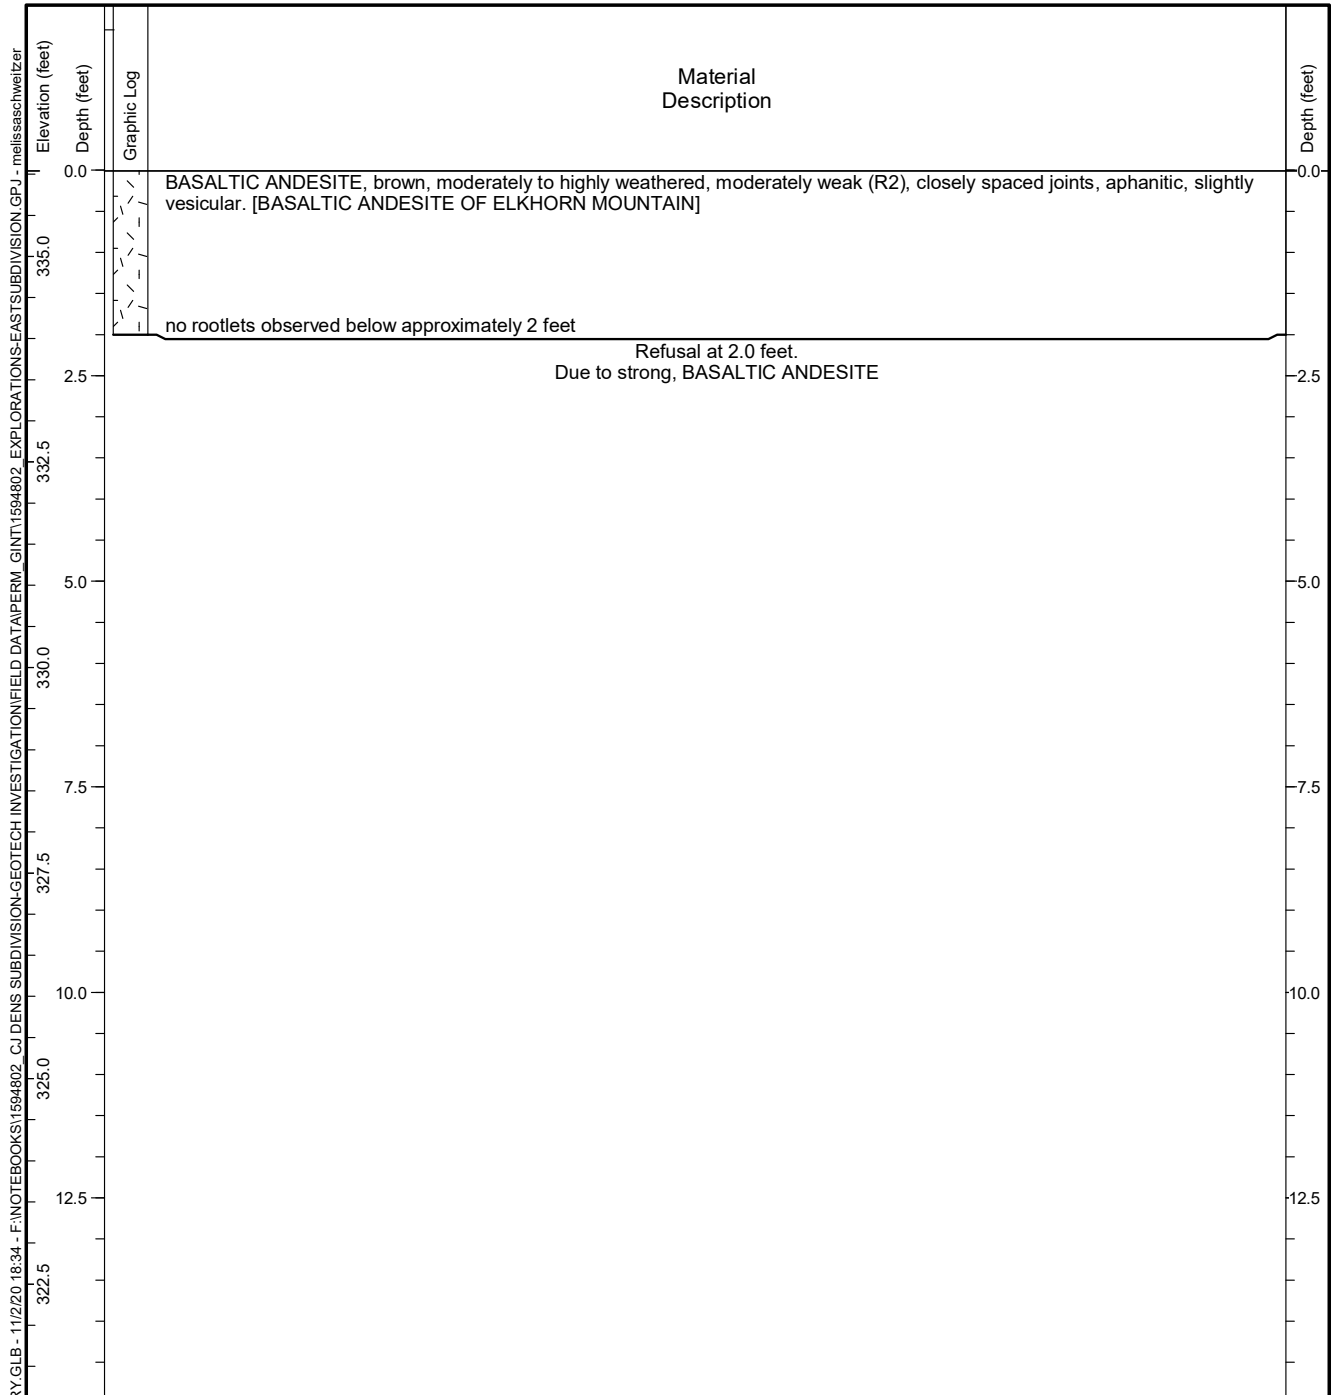 RY.GLB - 11/2/20 18:34 - F:\NOTEBOOKS\1594802_CJ DENS SUBDIVISION-GEOTECH INVESTIGATION\FIELD DATA\PERM_GINT\1594802_EXPLORATIONS-EASTSUBDIVISION.GPJ - melissaschweitzer
Elevation (feet)
Depth (feet)
Graphic Log
Material
Description
Depth (feet)
0.0
0.0
BASALTIC ANDESITE, brown, moderately to highly weathered, moderately weak (R2), closely spaced joints, aphanitic, slightly
vesicular. [BASALTIC ANDESITE OF ELKHORN MOUNTAIN]
335.0
no rootlets observed below approximately 2 feet
Refusal at 2.0 feet.
Due to strong, BASALTIC ANDESITE
2.5
2.5
332.5
5.0
5.0
330.0
7.5
7.5
327.5
10.0
10.0
325.0
12.5
12.5
322.5